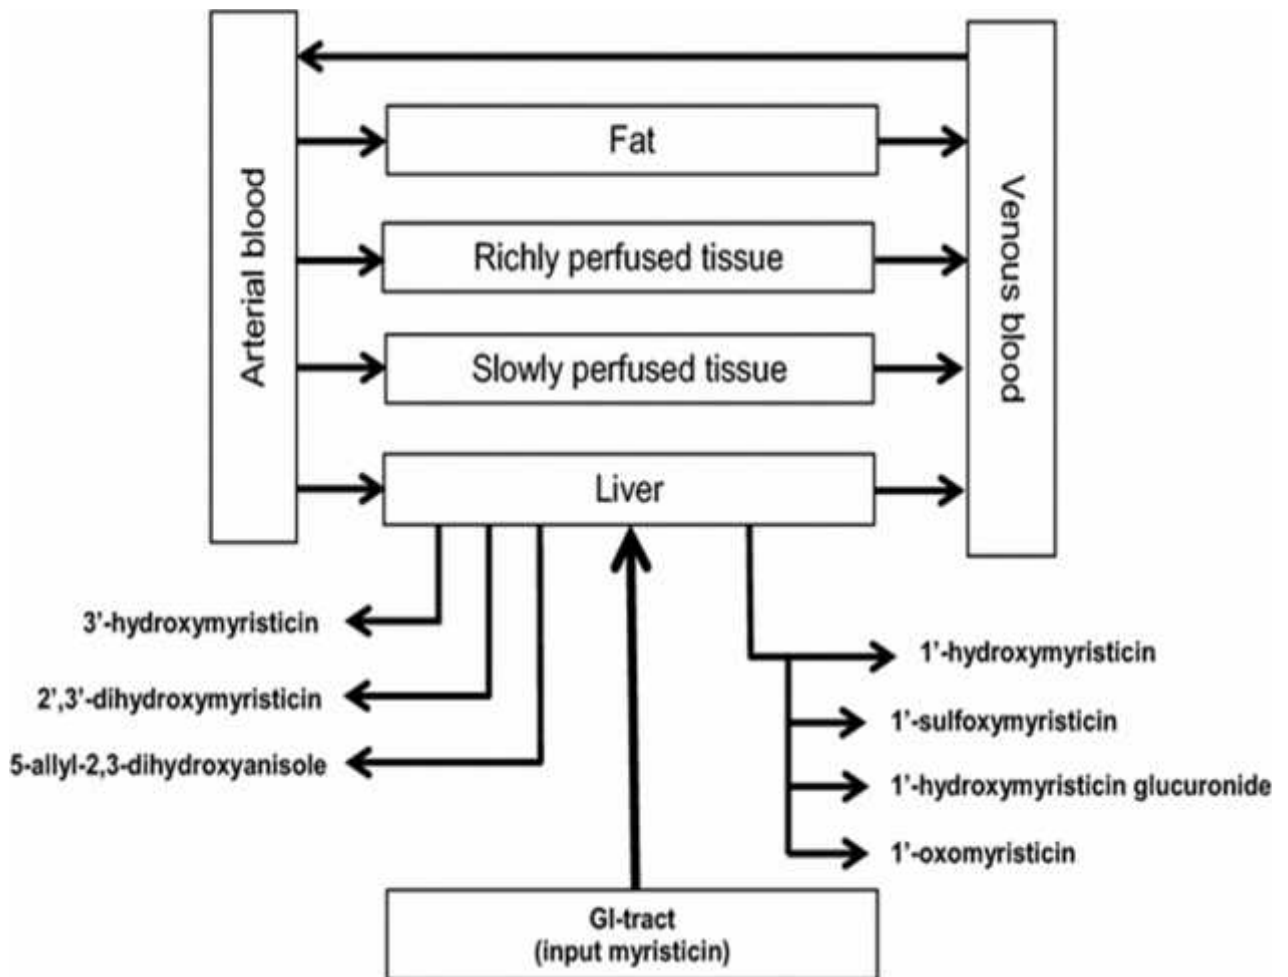 Arterial blood
Fat
Richly perfused tissue
Slowly perfused tissue
Liver
Venous blood
3’-hydroxymyristicin
2’,3’-dihydroxymyristicin
5-allyl-2,3-dihydroxyanisole
1’-hydroxymyristicin
1’-sulfoxymyristicin
1’-hydroxymyristicin glucuronide
1’-oxomyristicin
GI-tract
(input myristicin)